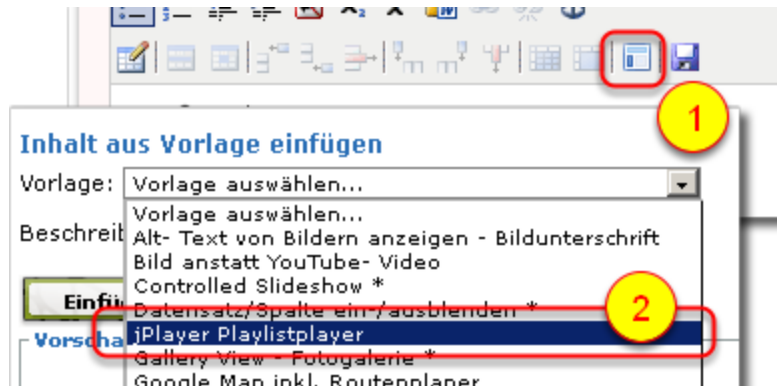 1
Inhalt aus Vorlage einfügen
Vorlage: Vorlage auswählen...
Vorlage auswählen...
Beschreib
Alt- Text von Bildern anzeigen - Bildunterschrift
Bild anstatt YouTube- Video
Controlled Slideshow *
Einfü
Datensatz/Spalte ein-/ausblenden *
2
Vorscha
jPlayer Playlistplayer
Gallery View - Fotogalerie *
Google Map inkl. Routenplaner